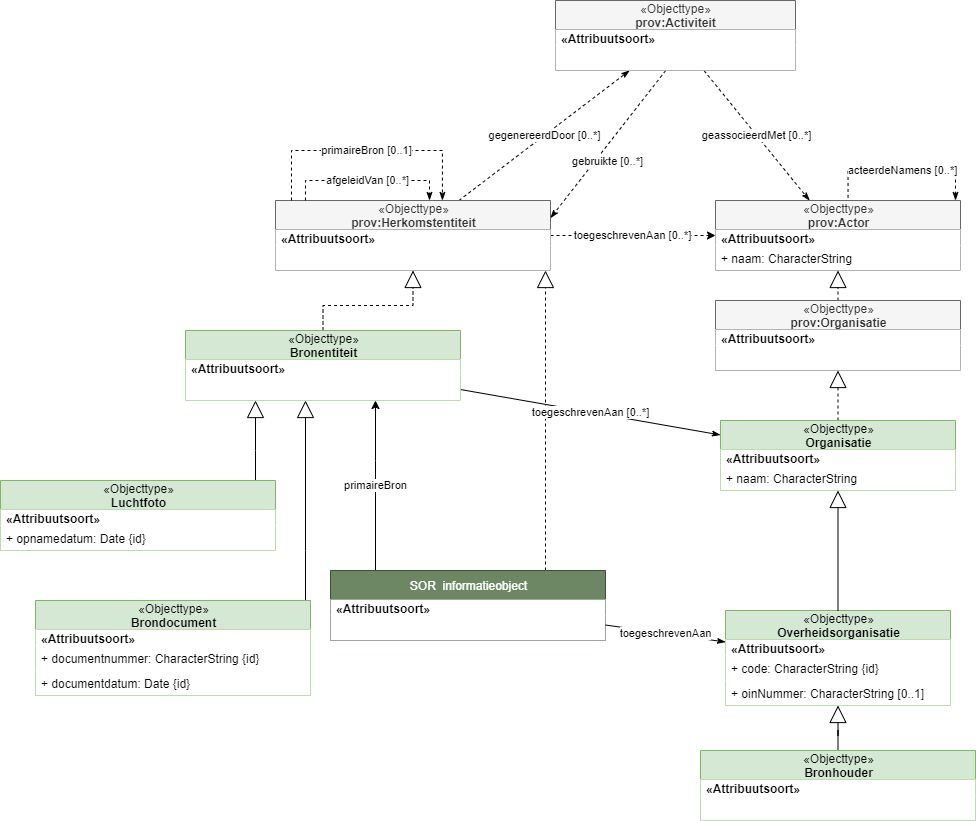 «Objecttype»
prov:Activiteit
«Attribuutsoort»
gegenereerdDoor [0..*]
geassocieerdMet [0..*]
primaireBron [0..1]
gebruikte [0..*]
acteerdeNamens [0..*]
afgeleidVan [0..*]
«Objecttype»
prov:Herkomstentiteit
«Attribuutsoort»
toegeschrevenAan [0..*]
«Objecttype»
prov:Actor
«Attribuutsoort»
+ naam: CharacterString
«Objecttype»
prov:Organisatie
«Attribuutsoort»
«Objecttype»
Bronentiteit
«Attribuutsoort»
toegeschrevenAan [0..*]
«Objecttype»
Organisatie
«Attribuutsoort»
+ naam: CharacterString
primaireBron
«Objecttype»
Luchtfoto
«Attribuutsoort»
+ opnamedatum: Date {id}
SOR informatieobject
«Attribuutsoort»
«Objecttype»
Brondocument
«Attribuutsoort»
+ documentnummer: CharacterString {id}
+ documentdatum: Date {id}
toegeschrevenAan
«Objecttype»
Overheidsorganisatie
«Attribuutsoort»
+ code: CharacterString {id}
+ oinNummer: CharacterString [0..1]
«Objecttype»
Bronhouder
«Attribuutsoort»